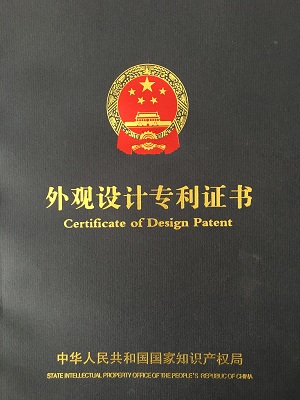 外观设计专利证书
Certificate of Design Patent
中华人民共和国国家知识产权局
STATE INTELLECTUAL PROPERTY OFFICE OF THE PEOPLE'S REPUBLIC OF CHINA